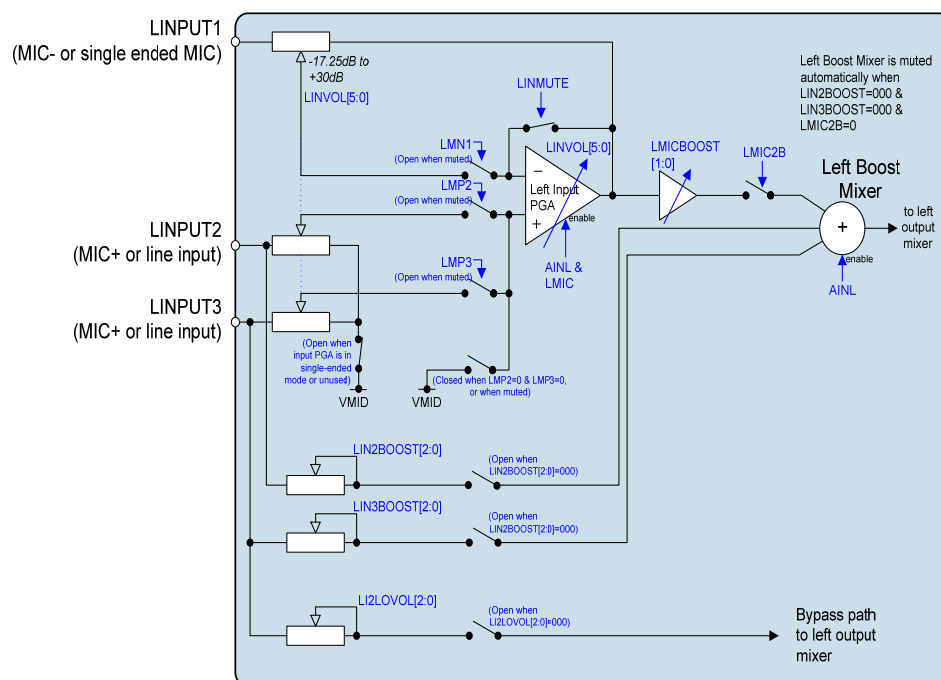 LINPUT1
(MIC- or single ended MIC)
-17.25dB to
+30dB
LINVOL[5:0]
Left Boost Mixer is muted
automatically when
LIN2BOOST=000 &
LIN3BOOST=000 &
LMIC2B=0
LINMUTE
LMN1
(Open when muted)
LINVOL[5:0]
LMICBOOST
[1:0]
LMIC2B
Left Boost
Mixer
LMP2
(Open when muted)
−
Left Input
PGA
+
enable
to left
output
mixer
+
enable
LINPUT2
(MIC+ or line input)
AINL &
LMIC
AINL
LMP3
(Open when muted)
LINPUT3
(MIC+ or line input)
(Open when
input PGA is in
single-ended
mode or unused)
VMID
VMID
(Closed when LMP2=0 & LMP3=0,
or when muted)
LIN2BOOST[2:0]
(Open when
LIN2BOOST[2:0]=000)
LIN3BOOST[2:0]
(Open when
LIN2BOOST[2:0]=000)
LI2LOVOL[2:0]
(Open when
LI2LOVOL[2:0]=000)
Bypass path
to left output
mixer